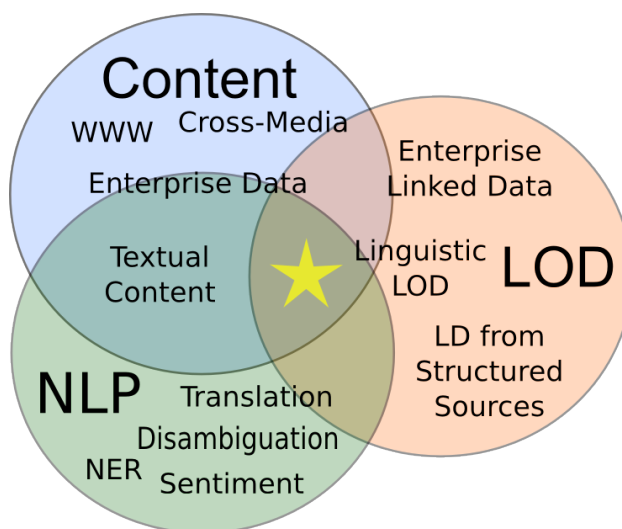 Content
WWW
Cross-Media
Enterprise Data
Textual
Content
Enterprise
Linked Data
Linguistic
LOD
LOD
LD from
Structured
Sources
NLP
Translation
Disambiguation
NER
Sentiment